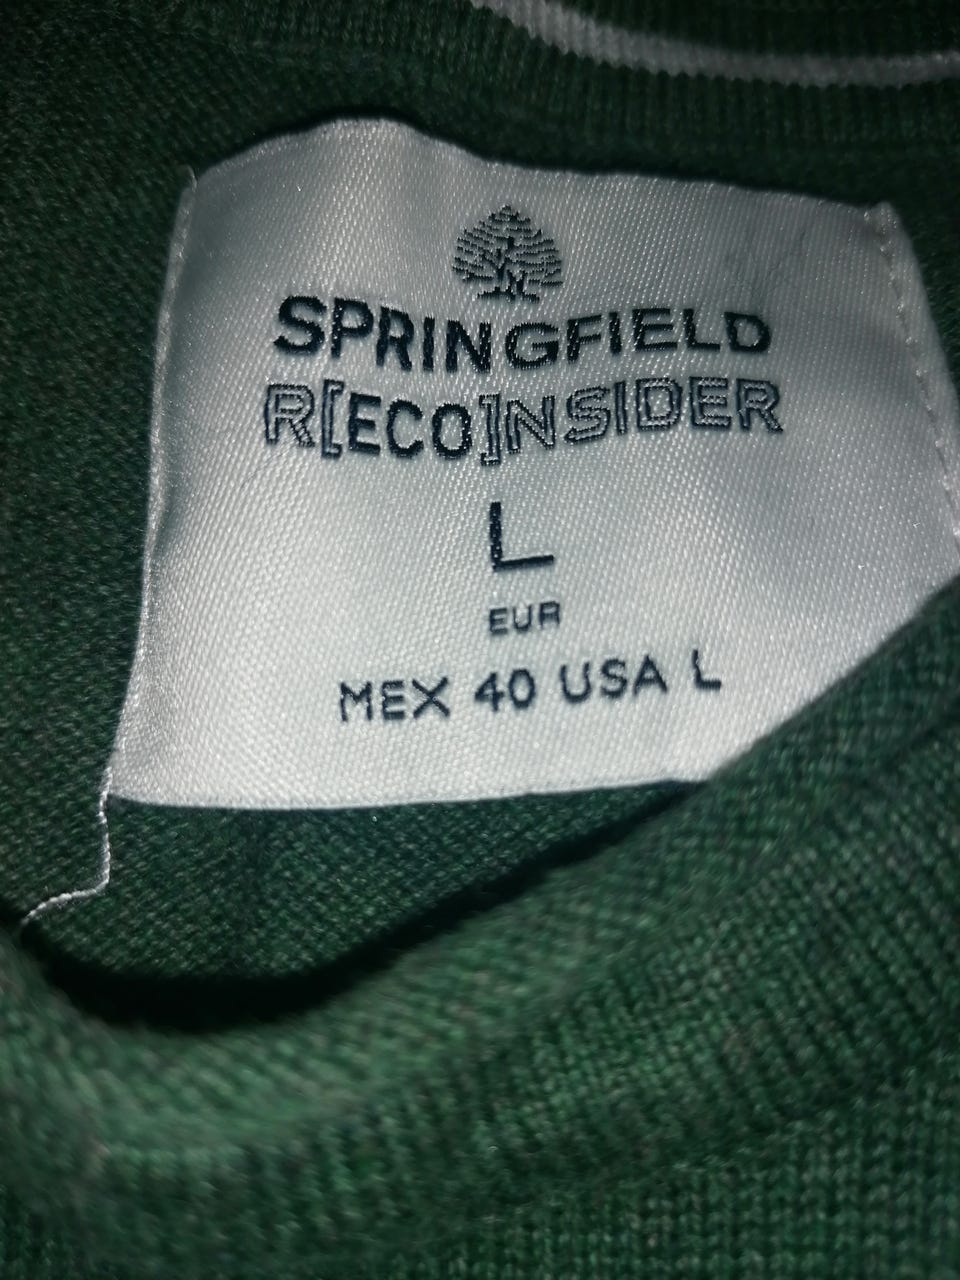 SPRINGFIELD
R[ECO]NSIDER
L
EUR
MEX 40 USA L